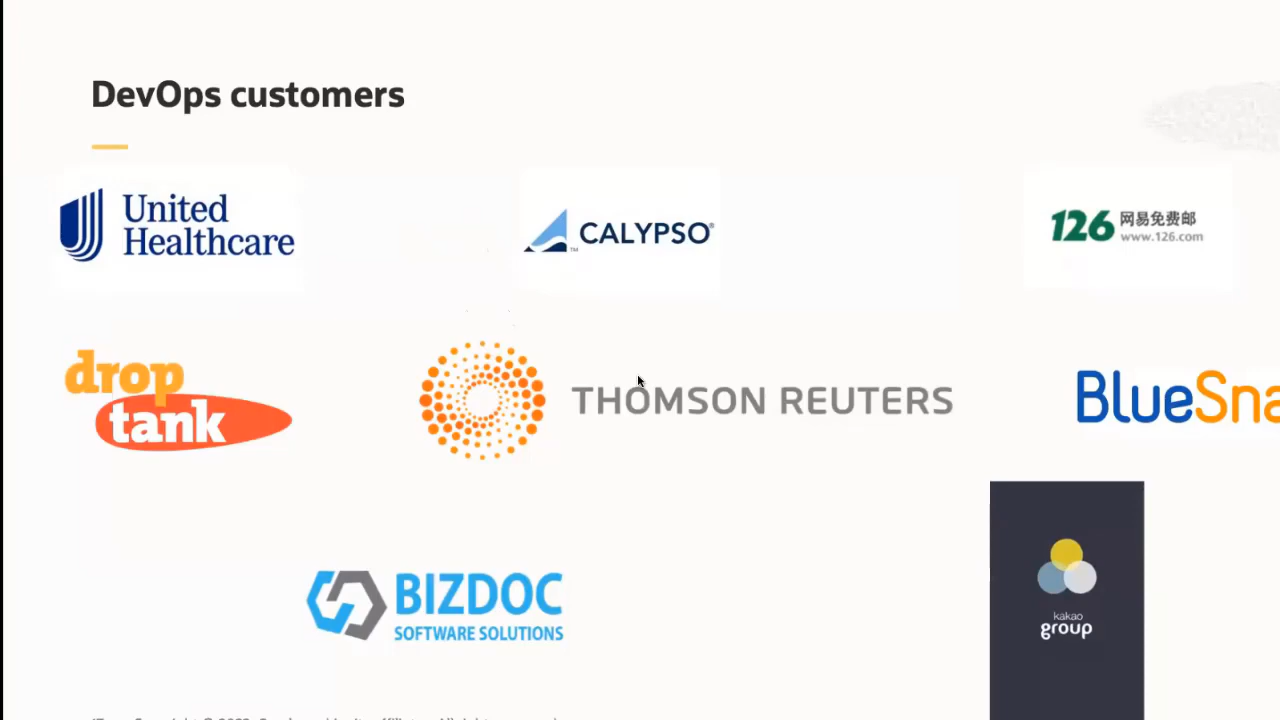 DevOps customers
United
Healthcare
CALYPSO®
TM
126 网易免费邮
www.126.com
drop
tank
THOMSON REUTERS
BlueSna
BIZDOC
SOFTWARE SOLUTIONS
kakao
group